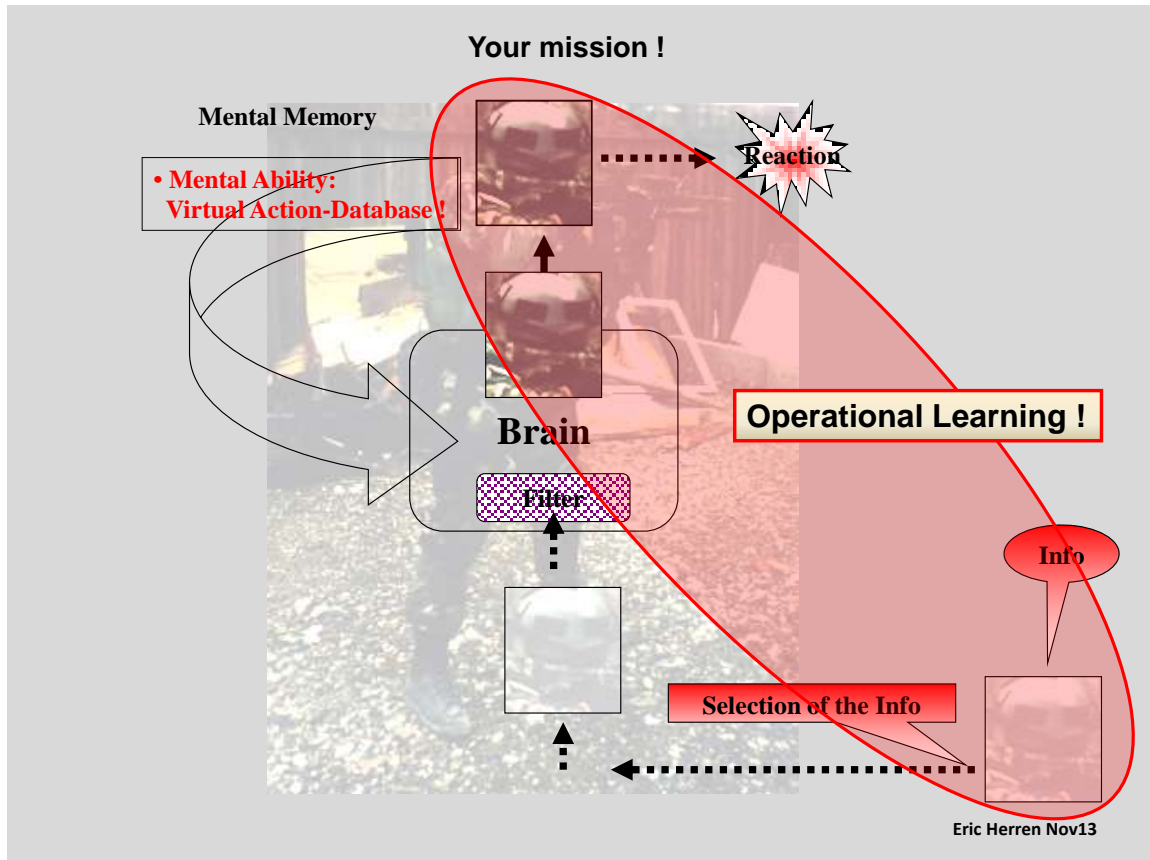 Your mission !
Mental Memory
Reaction
• Mental Ability:
Virtual Action-Database !
Operational Learning !
Brain
Filter
Info
Selection of the Info
Eric Herren Nov13